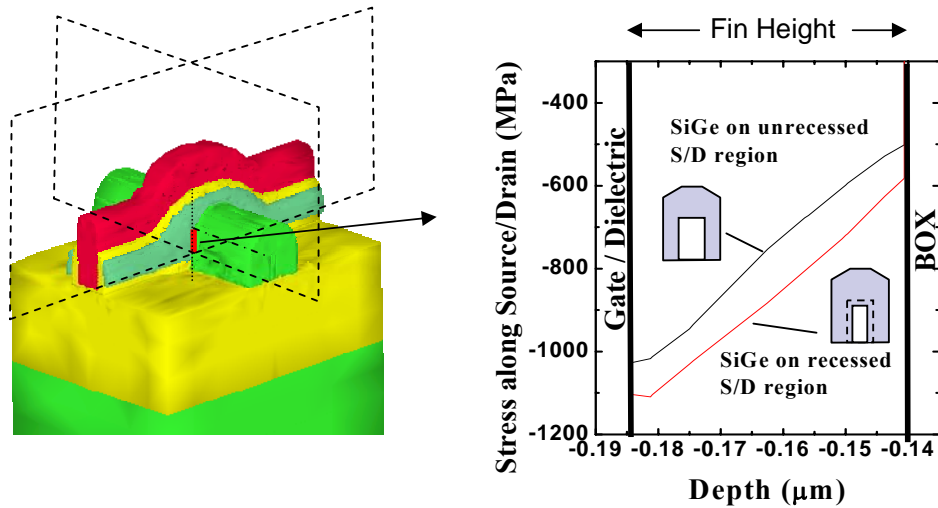 Fin Height
Stress along Source/Drain (MPa)
-400
-600
-800
-1000
-1200
Gate / Dielectric
SiGe on unrecessed
S/D region
SiGe on recessed
S/D region
BOX
-0.19 -0.18 -0.17 -0.16 -0.15 -0.14
Depth (μm)